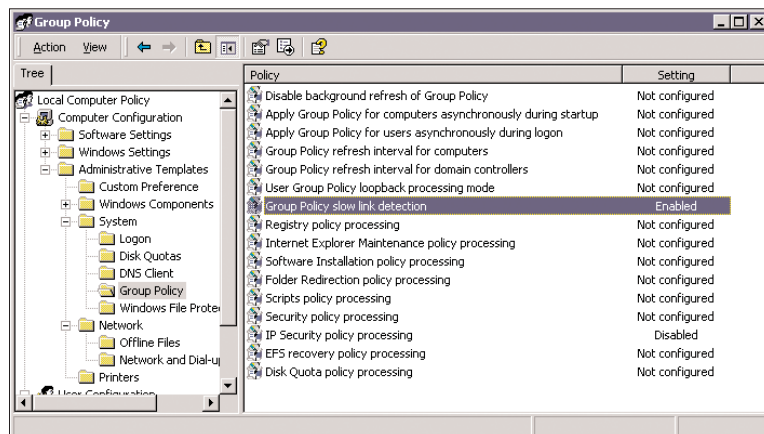 Group Policy
Action View
Tree
Local Computer Policy
Computer Configuration
Software Settings
Windows Settings
Administrative Templates
Custom Preference
Windows Components
System
Logon
Disk Quotas
DNS Client
Group Policy
Windows File Prote
Network
Offline Files
Network and Dial-u
Printers
User Configuration
Policy Setting
Disable background refresh of Group Policy Not configured
Apply Group Policy for computers asynchronously during startup Not configured
Apply Group Policy for users asynchronously during logon Not configured
Group Policy refresh interval for computers Not configured
Group Policy refresh interval for domain controllers Not configured
User Group Policy loopback processing mode Not configured
Group Policy slow link detection Enabled
Registry policy processing Not configured
Internet Explorer Maintenance policy processing Not configured
Software Installation policy processing Not configured
Folder Redirection policy processing Not configured
Scripts policy processing Not configured
Security policy processing Not configured
IP Security policy processing Disabled
EFS recovery policy processing Not configured
Disk Quota policy processing Not configured